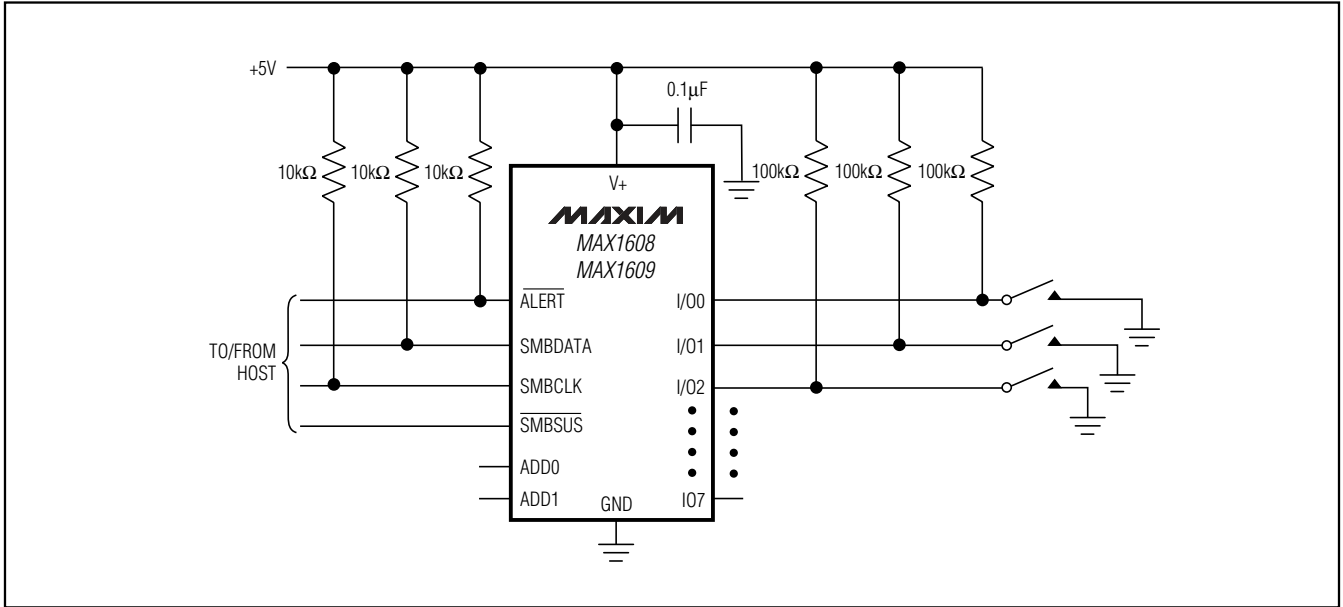 +5V
0.1µF
10kΩ 10kΩ 10kΩ 100kΩ 100kΩ 100kΩ
V+
MAXIM
MAX1608
MAX1609
ALERT I/O0
SMBDATA I/O1
TO/FROM
HOST
SMBCLK I/O2
SMBSUS
ADD0
ADD1 GND IO7